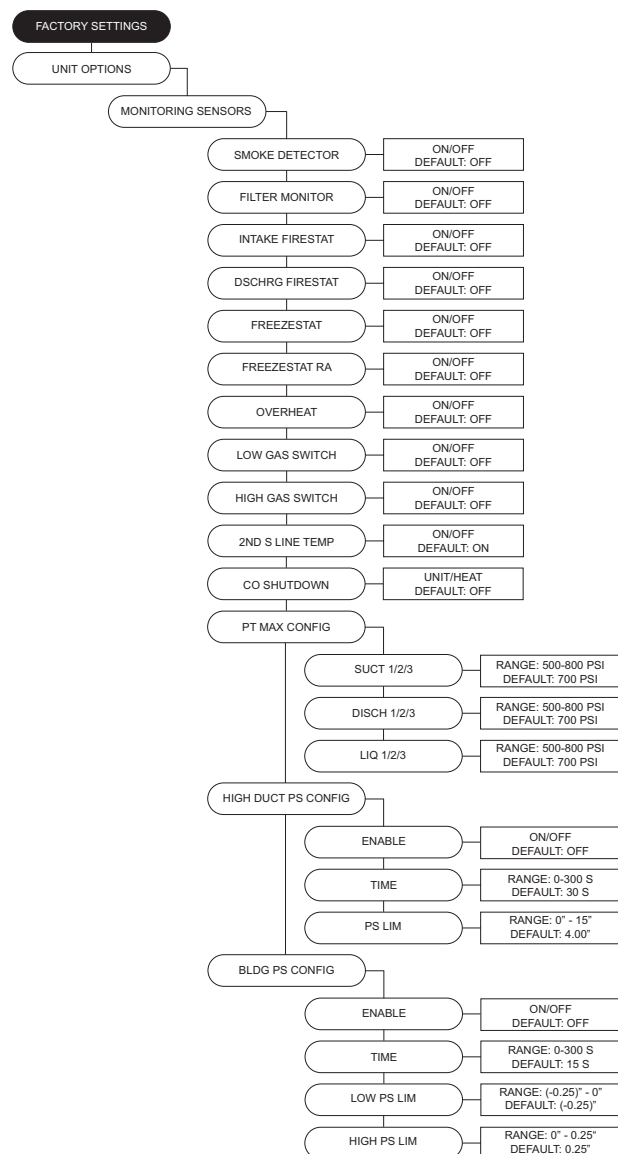 FACTORY SETTINGS
UNIT OPTIONS
MONITORING SENSORS
SMOKE DETECTOR
ON/OFF
DEFAULT: OFF
FILTER MONITOR
ON/OFF
DEFAULT: OFF
INTAKE FIRESTAT
ON/OFF
DEFAULT: OFF
DSCHRG FIRESTAT
ON/OFF
DEFAULT: OFF
FREEZESTAT
ON/OFF
DEFAULT: OFF
FREEZESTAT RA
ON/OFF
DEFAULT: OFF
OVERHEAT
ON/OFF
DEFAULT: OFF
LOW GAS SWITCH
ON/OFF
DEFAULT: OFF
HIGH GAS SWITCH
ON/OFF
DEFAULT: OFF
2ND S LINE TEMP
ON/OFF
DEFAULT: ON
CO SHUTDOWN
UNIT/HEAT
DEFAULT: OFF
PT MAX CONFIG
SUCT 1/2/3
RANGE: 500-800 PSI
DEFAULT: 700 PSI
DISCH 1/2/3
RANGE: 500-800 PSI
DEFAULT: 700 PSI
LIQ 1/2/3
RANGE: 500-800 PSI
DEFAULT: 700 PSI
HIGH DUCT PS CONFIG
ENABLE
ON/OFF
DEFAULT: OFF
TIME
RANGE: 0-300 S
DEFAULT: 30 S
PS LIM
RANGE: 0” - 15”
DEFAULT: 4.00”
BLDG PS CONFIG
ENABLE
ON/OFF
DEFAULT: OFF
TIME
RANGE: 0-300 S
DEFAULT: 15 S
LOW PS LIM
RANGE: (-0.25)” - 0”
DEFAULT: (-0.25)”
HIGH PS LIM
RANGE: 0” - 0.25“
DEFAULT: 0.25”